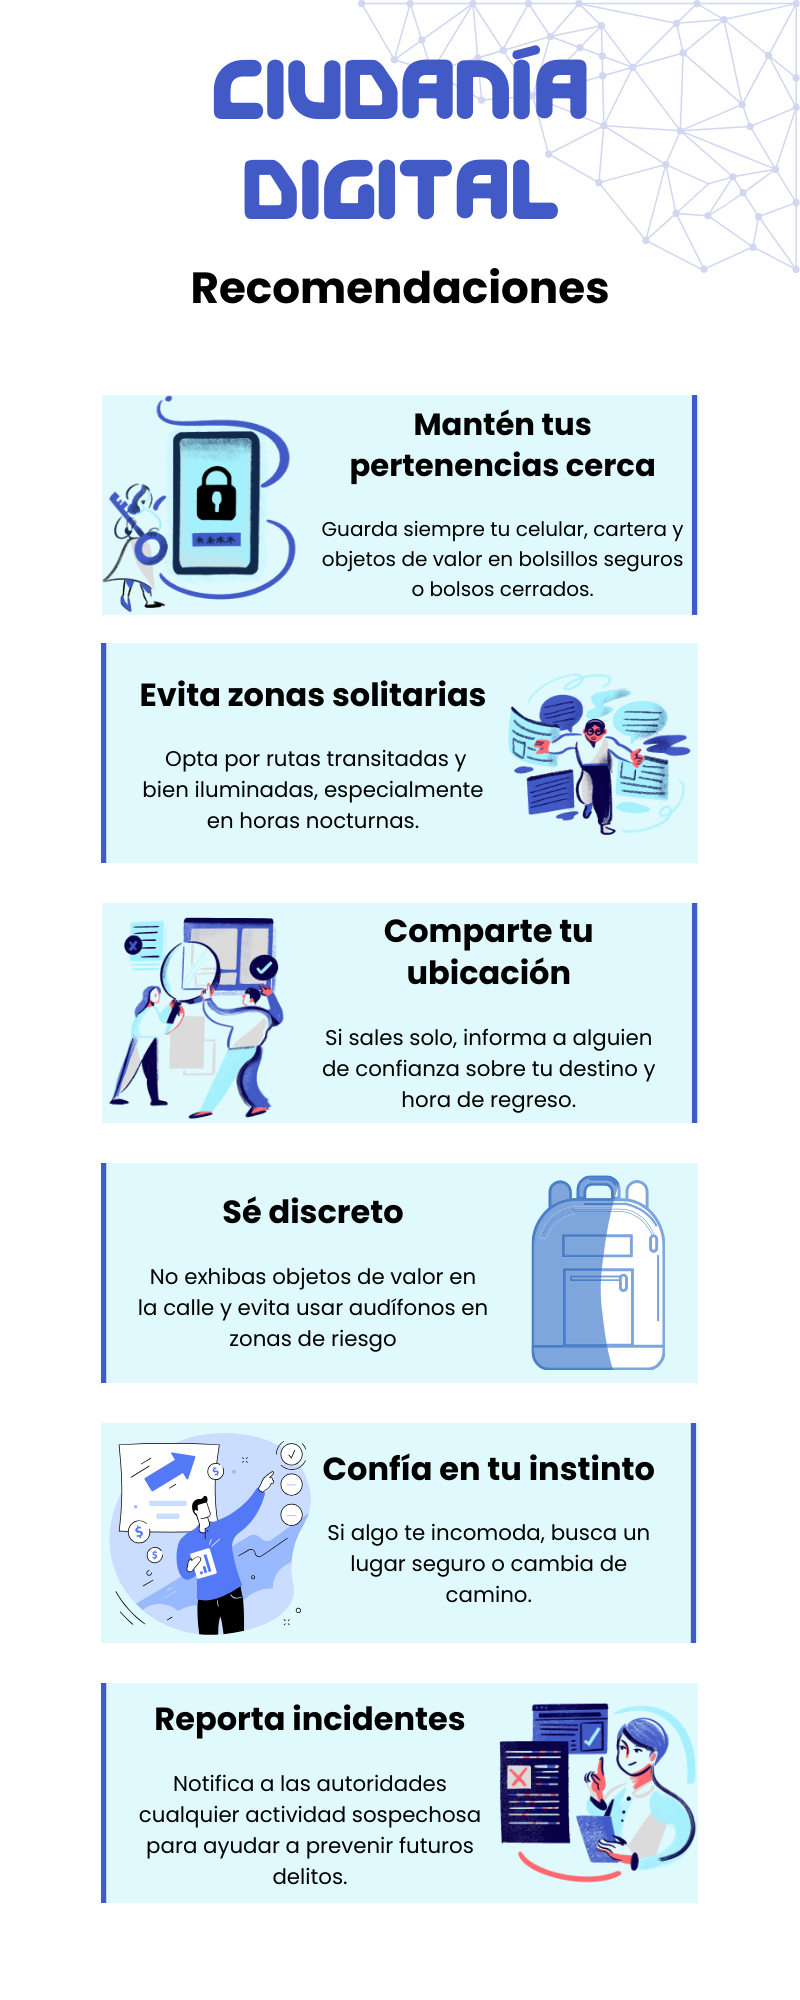 CIUDANÍA
DIGITAL
Recomendaciones
Mantén tus
pertenencias cerca
Guarda siempre tu celular, cartera y
objetos de valor en bolsillos seguros
o bolsos cerrados.
Evita zonas solitarias
Opta por rutas transitadas y
bien iluminadas, especialmente
en horas nocturnas.
Comparte tu
ubicación
Si sales solo, informa a alguien
de confianza sobre tu destino y
hora de regreso.
Sé discreto
No exhibas objetos de valor en
la calle y evita usar audífonos en
zonas de riesgo
Confía en tu instinto
Si algo te incomoda, busca un
lugar seguro o cambia de
camino.
Reporta incidentes
Notifica a las autoridades
cualquier actividad sospechosa
para ayudar a prevenir futuros
delitos.